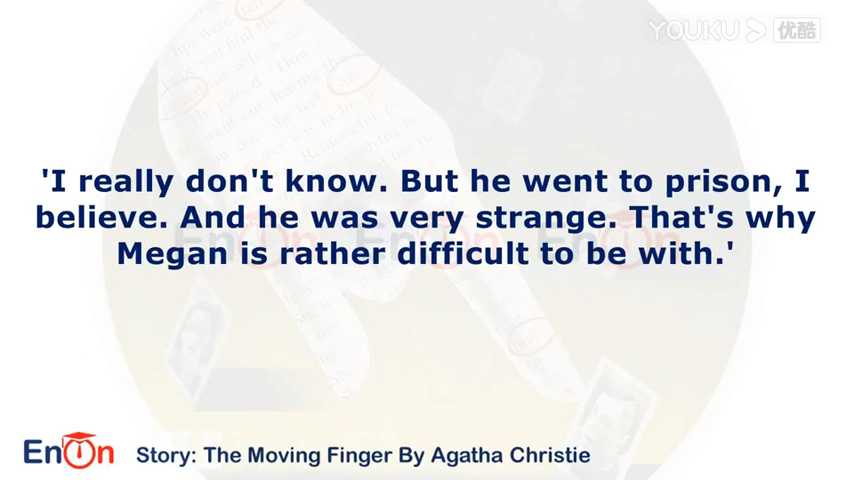 YOUKU 优酷
'I really don't know. But he went to prison, I
believe. And he was very strange. That's why
Megan is rather difficult to be with.'
EnOn
Story: The Moving Finger By Agatha Christie